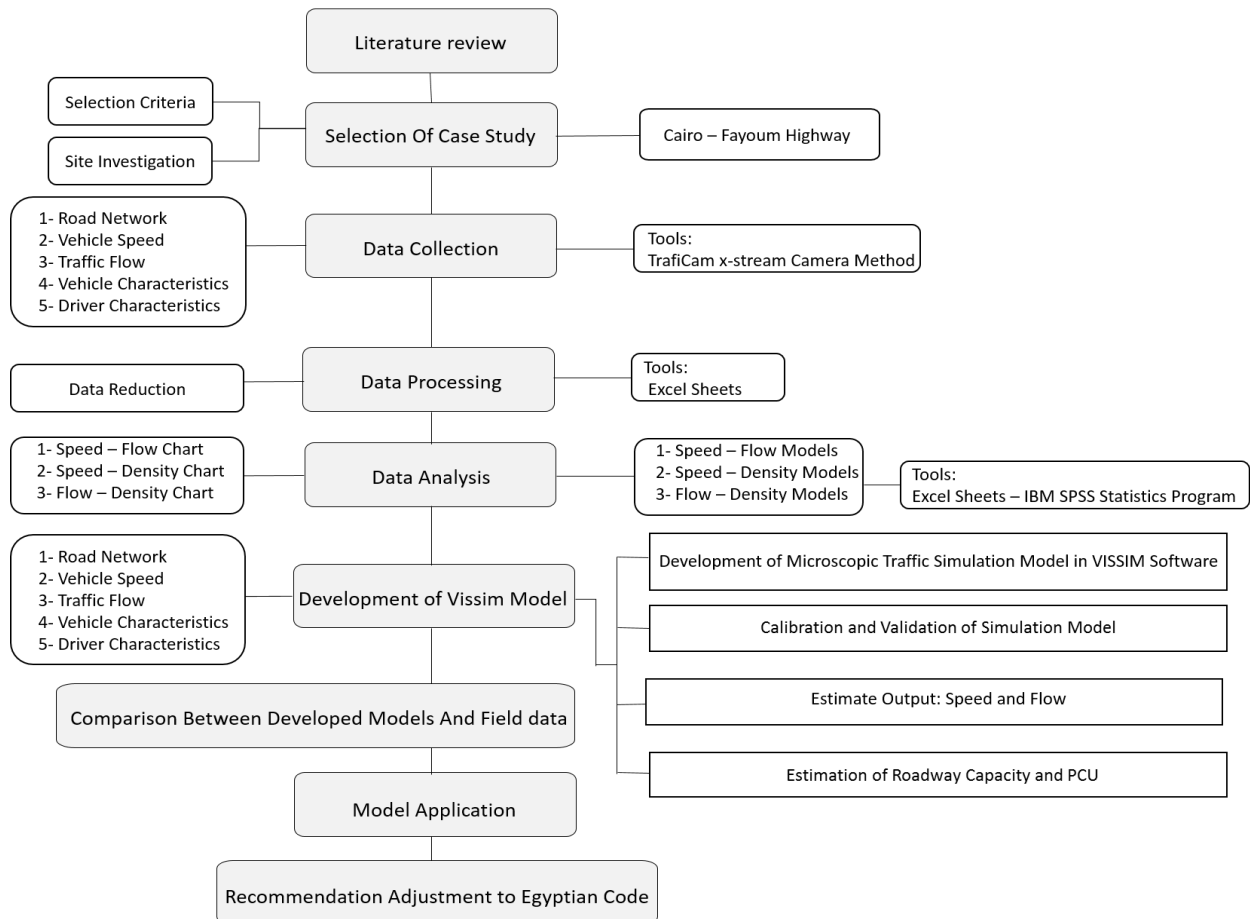 Literature review
Selection Criteria
Site Investigation
Selection Of Case Study
Cairo – Fayoum Highway
1- Road Network
2- Vehicle Speed
3- Traffic Flow
4- Vehicle Characteristics
5- Driver Characteristics
Data Collection
Tools:
TrafiCam x-stream Camera Method
Data Reduction
Data Processing
Tools:
Excel Sheets
1- Speed – Flow Chart
2- Speed – Density Chart
3- Flow – Density Chart
Data Analysis
1- Speed – Flow Models
2- Speed – Density Models
3- Flow – Density Models
Tools:
Excel Sheets – IBM SPSS Statistics Program
1- Road Network
2- Vehicle Speed
3- Traffic Flow
4- Vehicle Characteristics
5- Driver Characteristics
Development of Vissim Model
Development of Microscopic Traffic Simulation Model in VISSIM Software
Calibration and Validation of Simulation Model
Estimate Output: Speed and Flow
Estimation of Roadway Capacity and PCU
Comparison Between Developed Models And Field data
Model Application
Recommendation Adjustment to Egyptian Code